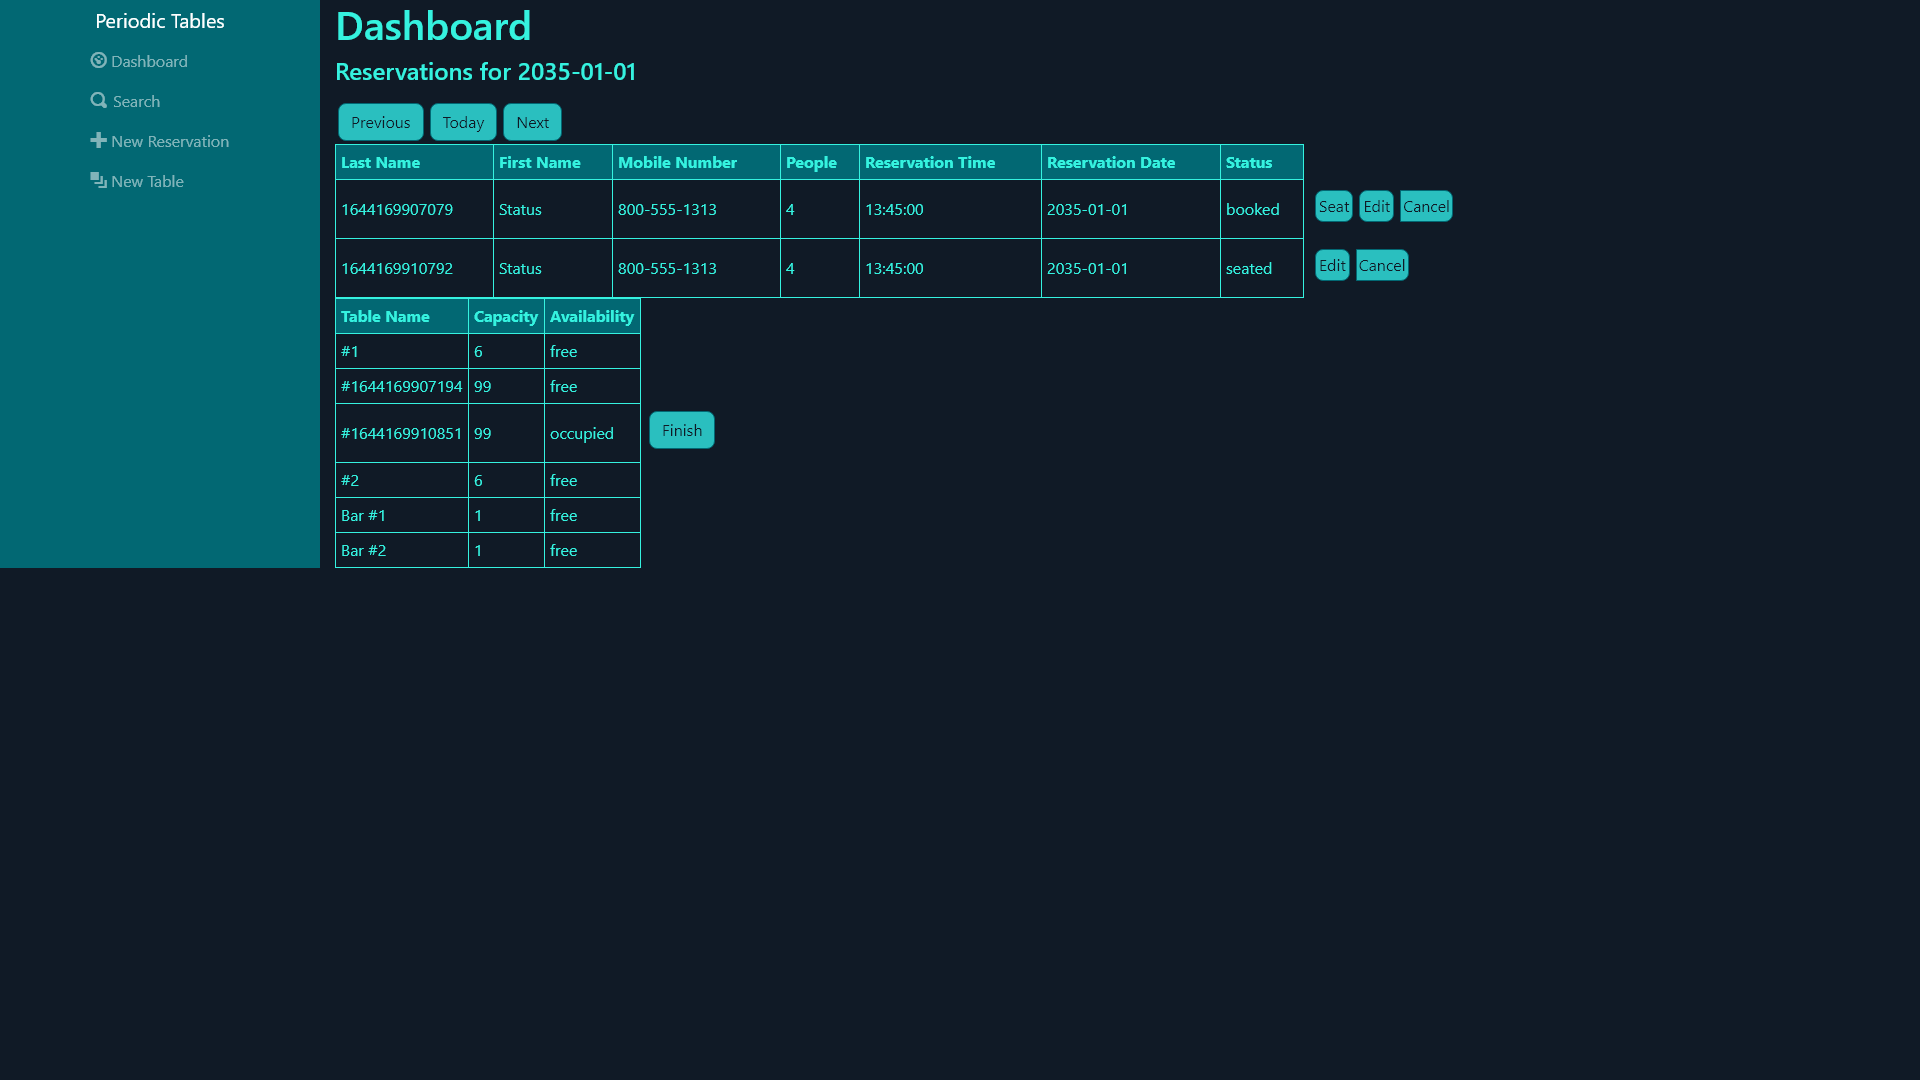 Periodic Tables
Dashboard
Search
New Reservation
New Table
Dashboard
Reservations for 2035-01-01
Previous Today Next
Last Name First Name Mobile Number People Reservation Time Reservation Date Status
1644169907079 Status 800-555-1313 4 13:45:00 2035-01-01 booked Seat Edit Cancel
1644169910792 Status 800-555-1313 4 13:45:00 2035-01-01 seated Edit Cancel
Table Name Capacity Availability
#1 6 free
#1644169907194 99 free
#1644169910851 99 occupied Finish
#2 6 free
Bar #1 1 free
Bar #2 1 free